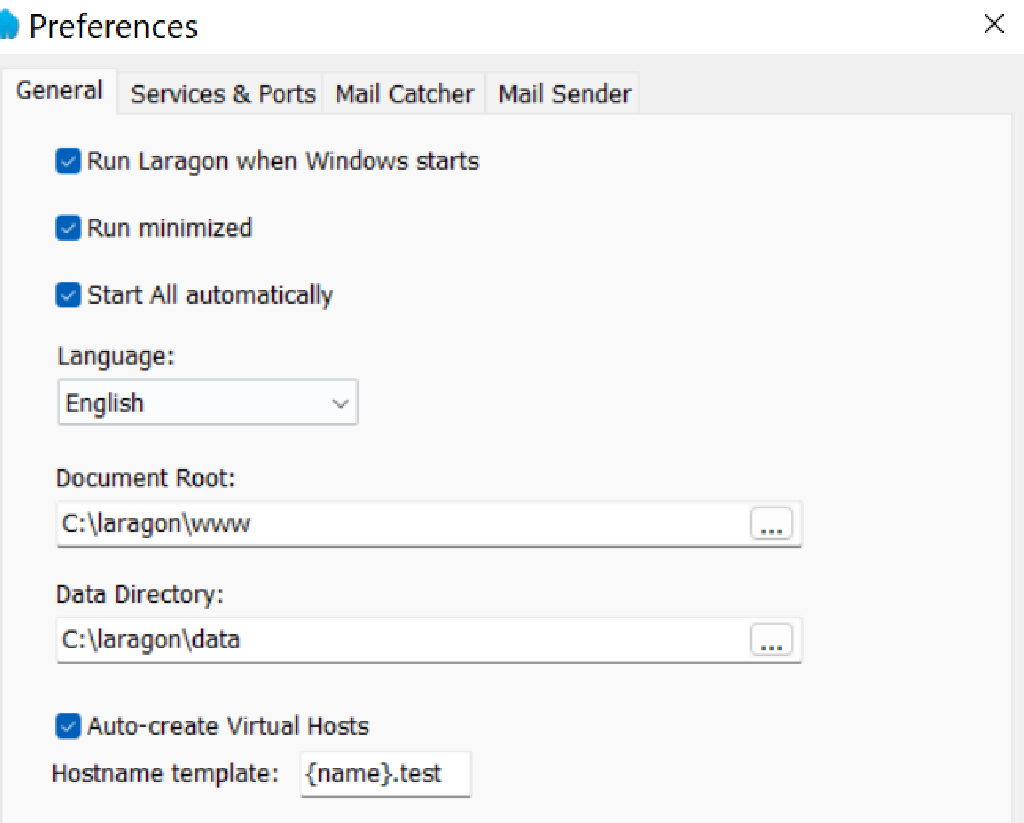 Preferences
General Services & Ports Mail Catcher Mail Sender
Run Laragon when Windows starts
Run minimized
Start All automatically
Language:
English
Document Root:
C:\laragon\www
...
Data Directory:
C:\laragon\data
...
Auto-create Virtual Hosts
Hostname template: {name}.test